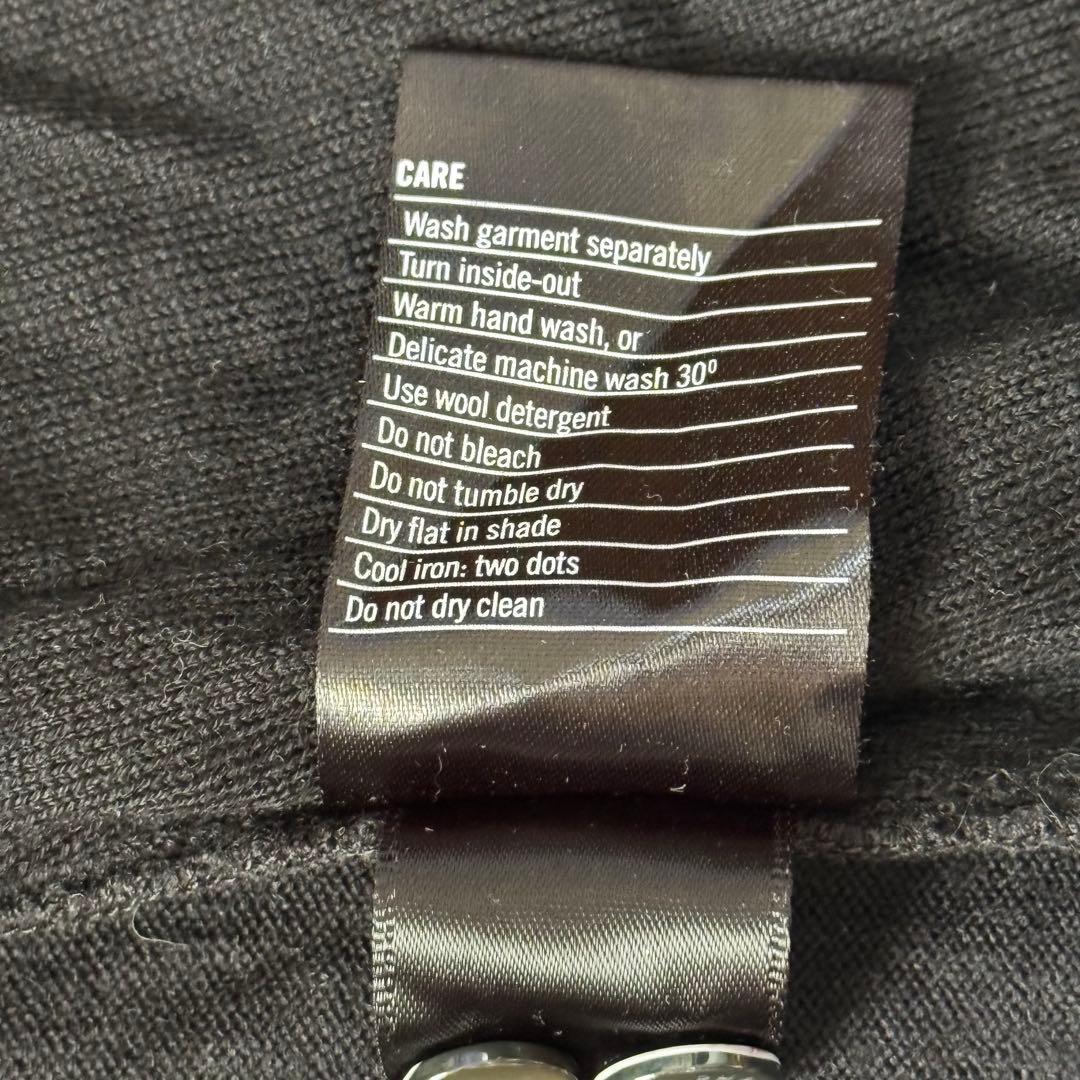 CARE
Wash garment separately
Turn inside-out
Warm hand wash, or
Delicate machine wash 30º
Use wool detergent
Do not bleach
Do not tumble dry
Dry flat in shade
Cool iron: two dots
Do not dry clean